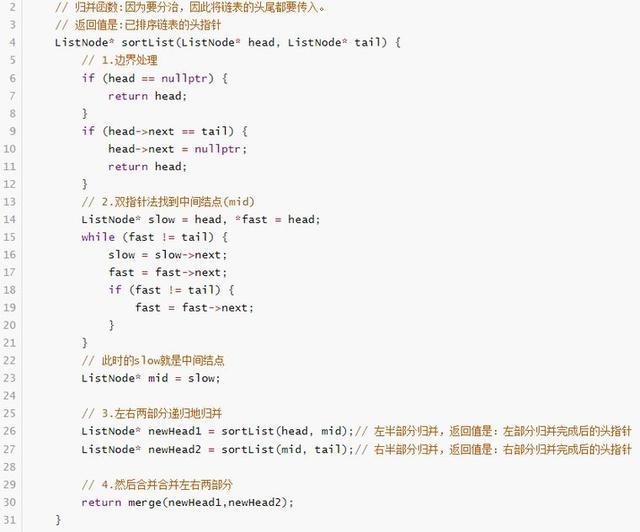 2 // 归并函数:因为要分治，因此将链表的头尾都要传入。
3 // 返回值是:已排序链表的头指针
4 ListNode* sortList(ListNode* head, ListNode* tail) {
5 // 1.边界处理
6 if (head == nullptr) {
7 return head;
8 }
9 if (head->next == tail) {
10 head->next = nullptr;
11 return head;
12 }
13 // 2.双指针法找到中间结点(mid)
14 ListNode* slow = head, *fast = head;
15 while (fast != tail) {
16 slow = slow->next;
17 fast = fast->next;
18 if (fast != tail) {
19 fast = fast->next;
20 }
21 }
22 // 此时的slow就是中间结点
23 ListNode* mid = slow;
24
25 // 3.左右两部分递归地归并
26 ListNode* newHead1 = sortList(head, mid);// 左半部分归并，返回值是: 左部分归并完成后的头指针
27 ListNode* newHead2 = sortList(mid, tail);// 右半部分归并，返回值是: 右部分归并完成后的头指针
28
29 // 4.然后合并合并左右两部分
30 return merge(newHead1,newHead2);
31 }